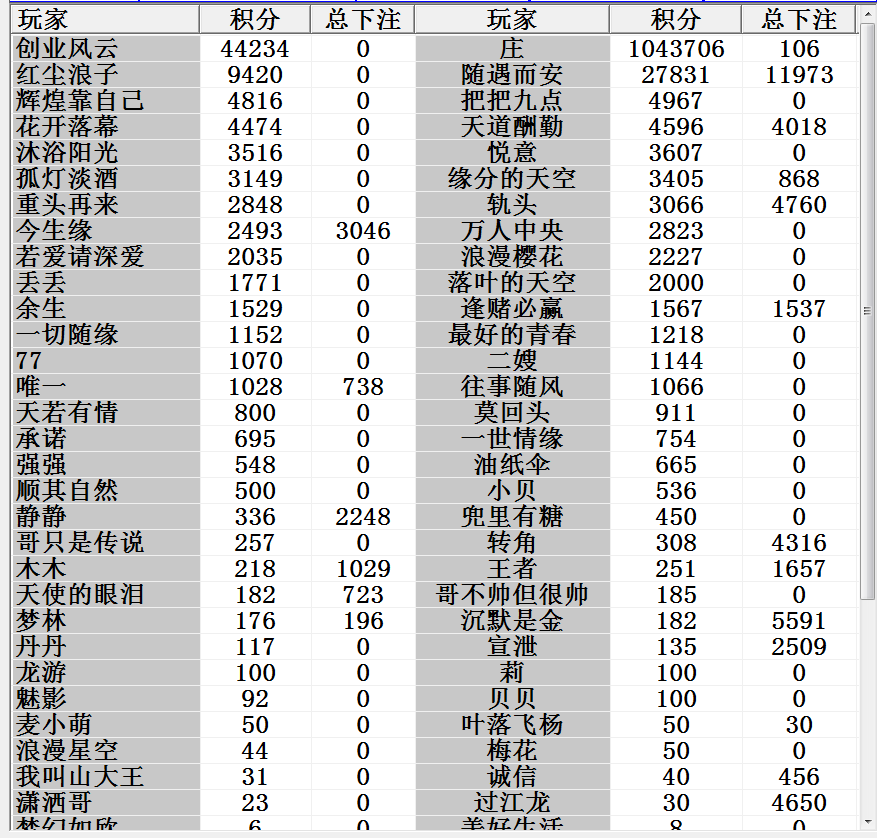 玩家 积分 总下注 玩家 积分 总下注
创业风云 44234 0 庄 1043706 106
红尘浪子 9420 0 随遇而安 27831 11973
辉煌靠自己 4816 0 把把九点 4967 0
花开落幕 4474 0 天道酬勤 4596 4018
沐浴阳光 3516 0 悦意 3607 0
孤灯淡酒 3149 0 缘分的天空 3405 868
重头再来 2848 0 轨头 3066 4760
今生缘 2493 3046 万人中央 2823 0
若爱请深爱 2035 0 浪漫樱花 2227 0
丢丢 1771 0 落叶的天空 2000 0
余生 1529 0 逢赌必赢 1567 1537
一切随缘 1152 0 最好的青春 1218 0
77 1070 0 二嫂 1144 0
唯一 1028 738 往事随风 1066 0
天若有情 800 0 莫回头 911 0
承诺 695 0 一世情缘 754 0
强强 548 0 油纸伞 665 0
顺其自然 500 0 小贝 536 0
静静 336 2248 兜里有糖 450 0
哥只是传说 257 0 转角 308 4316
木木 218 1029 王者 251 1657
天使的眼泪 182 723 哥不帅但很帅 185 0
梦林 176 196 沉默是金 182 5591
丹丹 117 0 宣泄 135 2509
龙游 100 0 莉 100 0
魅影 92 0 贝贝 100 0
麦小萌 50 0 叶落飞杨 50 30
浪漫星空 44 0 梅花 50 0
我叫山大王 31 0 诚信 40 456
潇洒哥 23 0 过江龙 30 4650
梦幻如欣 6 0 美好生活 8 0